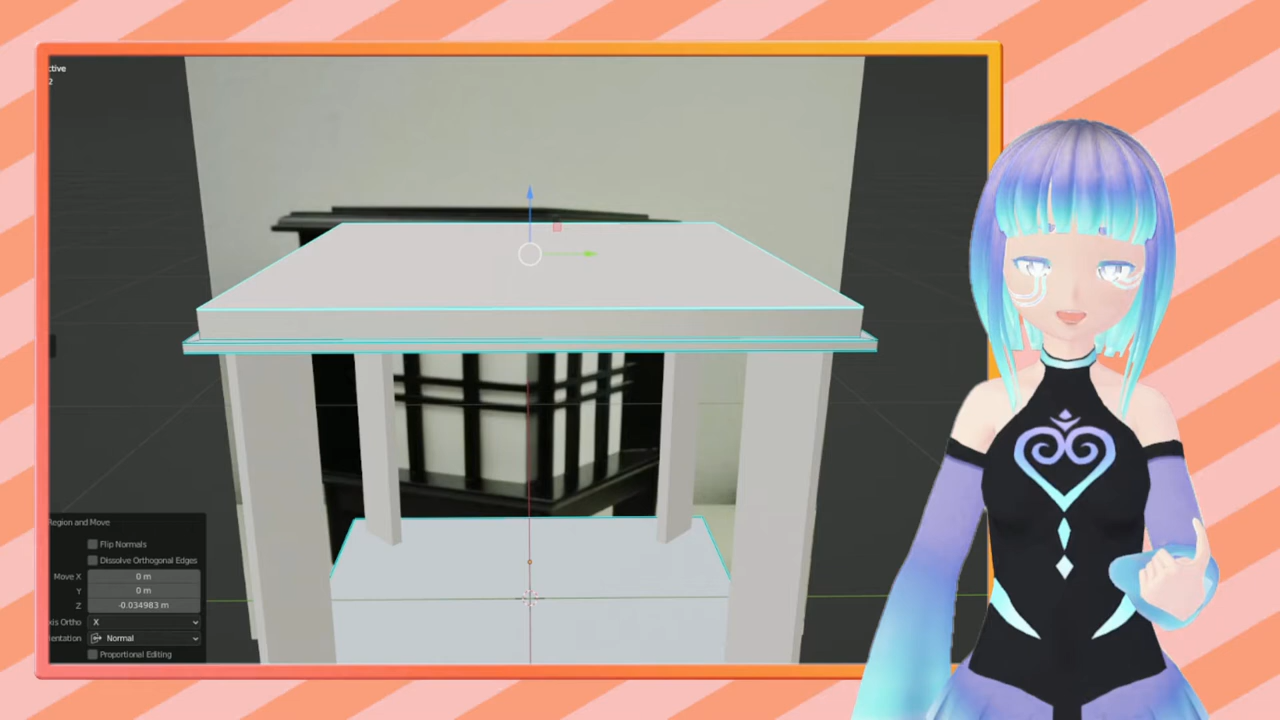 ctive
2
Region and Move
Flip Normals
Dissolve Orthogonal Edges
Move X 0 m
Y 0 m
Z -0.034983 m
xis Ortho X
entation Normal
Proportional Editing